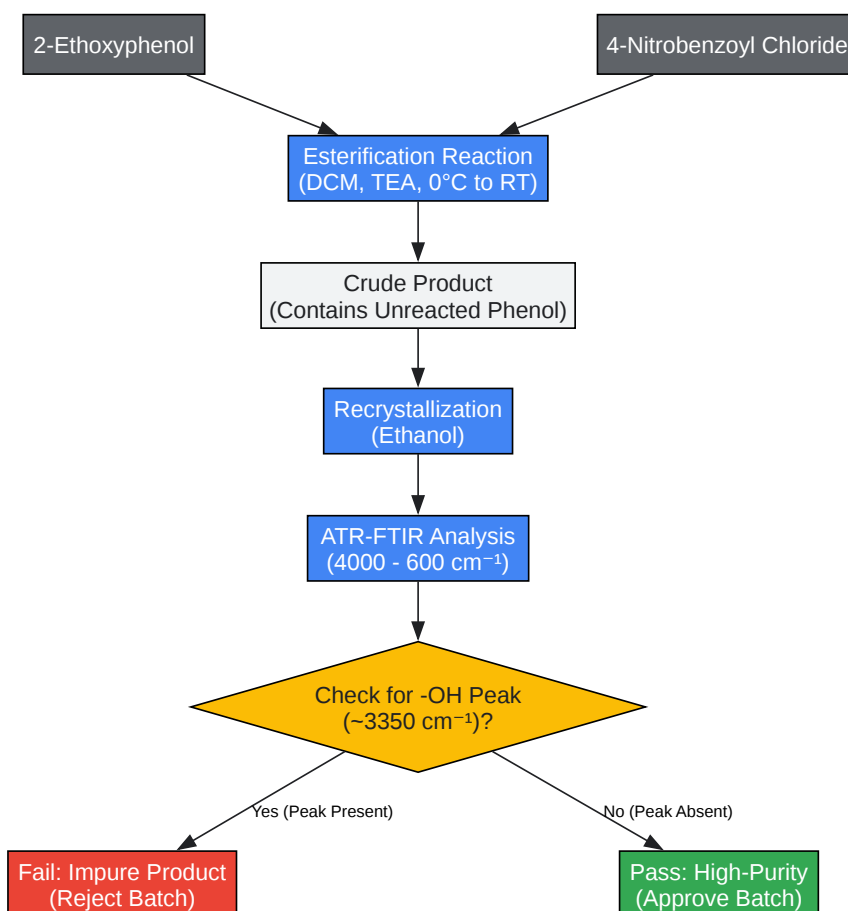 2-Ethoxyphenol
4-Nitrobenzoyl Chloride
Esterification Reaction
(DCM, TEA, 0°C to RT)
Crude Product
(Contains Unreacted Phenol)
Recrystallization
(Ethanol)
ATR-FTIR Analysis
(4000 - 600 cm⁻¹)
Check for -OH Peak
(~3350 cm⁻¹)?
Yes (Peak Present)
No (Peak Absent)
Fail: Impure Product
(Reject Batch)
Pass: High-Purity
(Approve Batch)